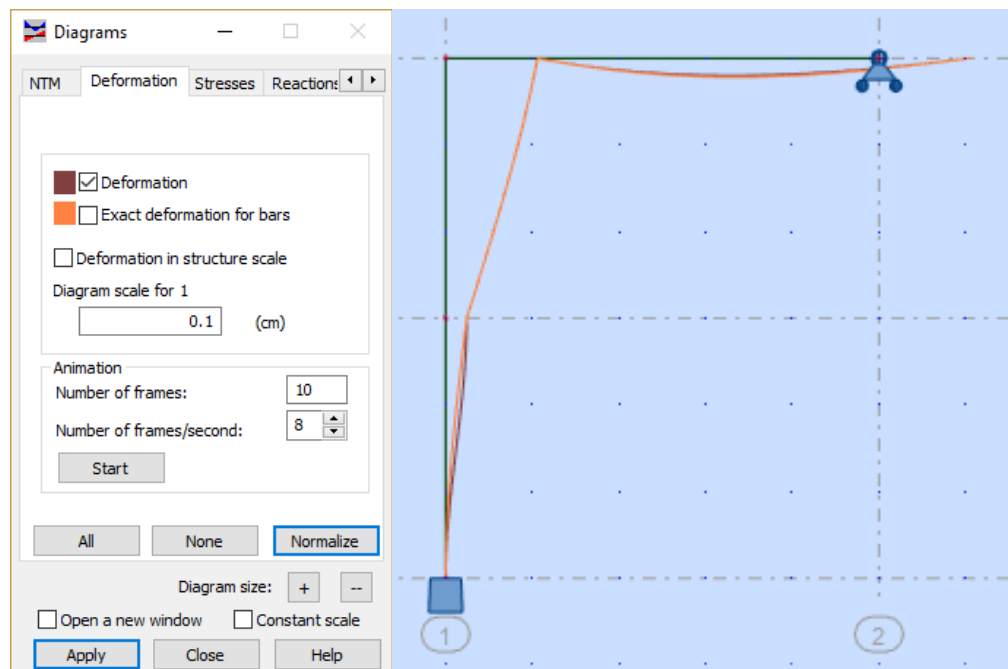 Diagrams
NTM Deformation Stresses Reactions
Deformation
Exact deformation for bars
Deformation in structure scale
Diagram scale for 1
0.1 (cm)
Animation
Number of frames: 10
Number of frames/second: 8
Start
All None Normalize
Diagram size: + --
Open a new window Constant scale
Apply Close Help
1 2